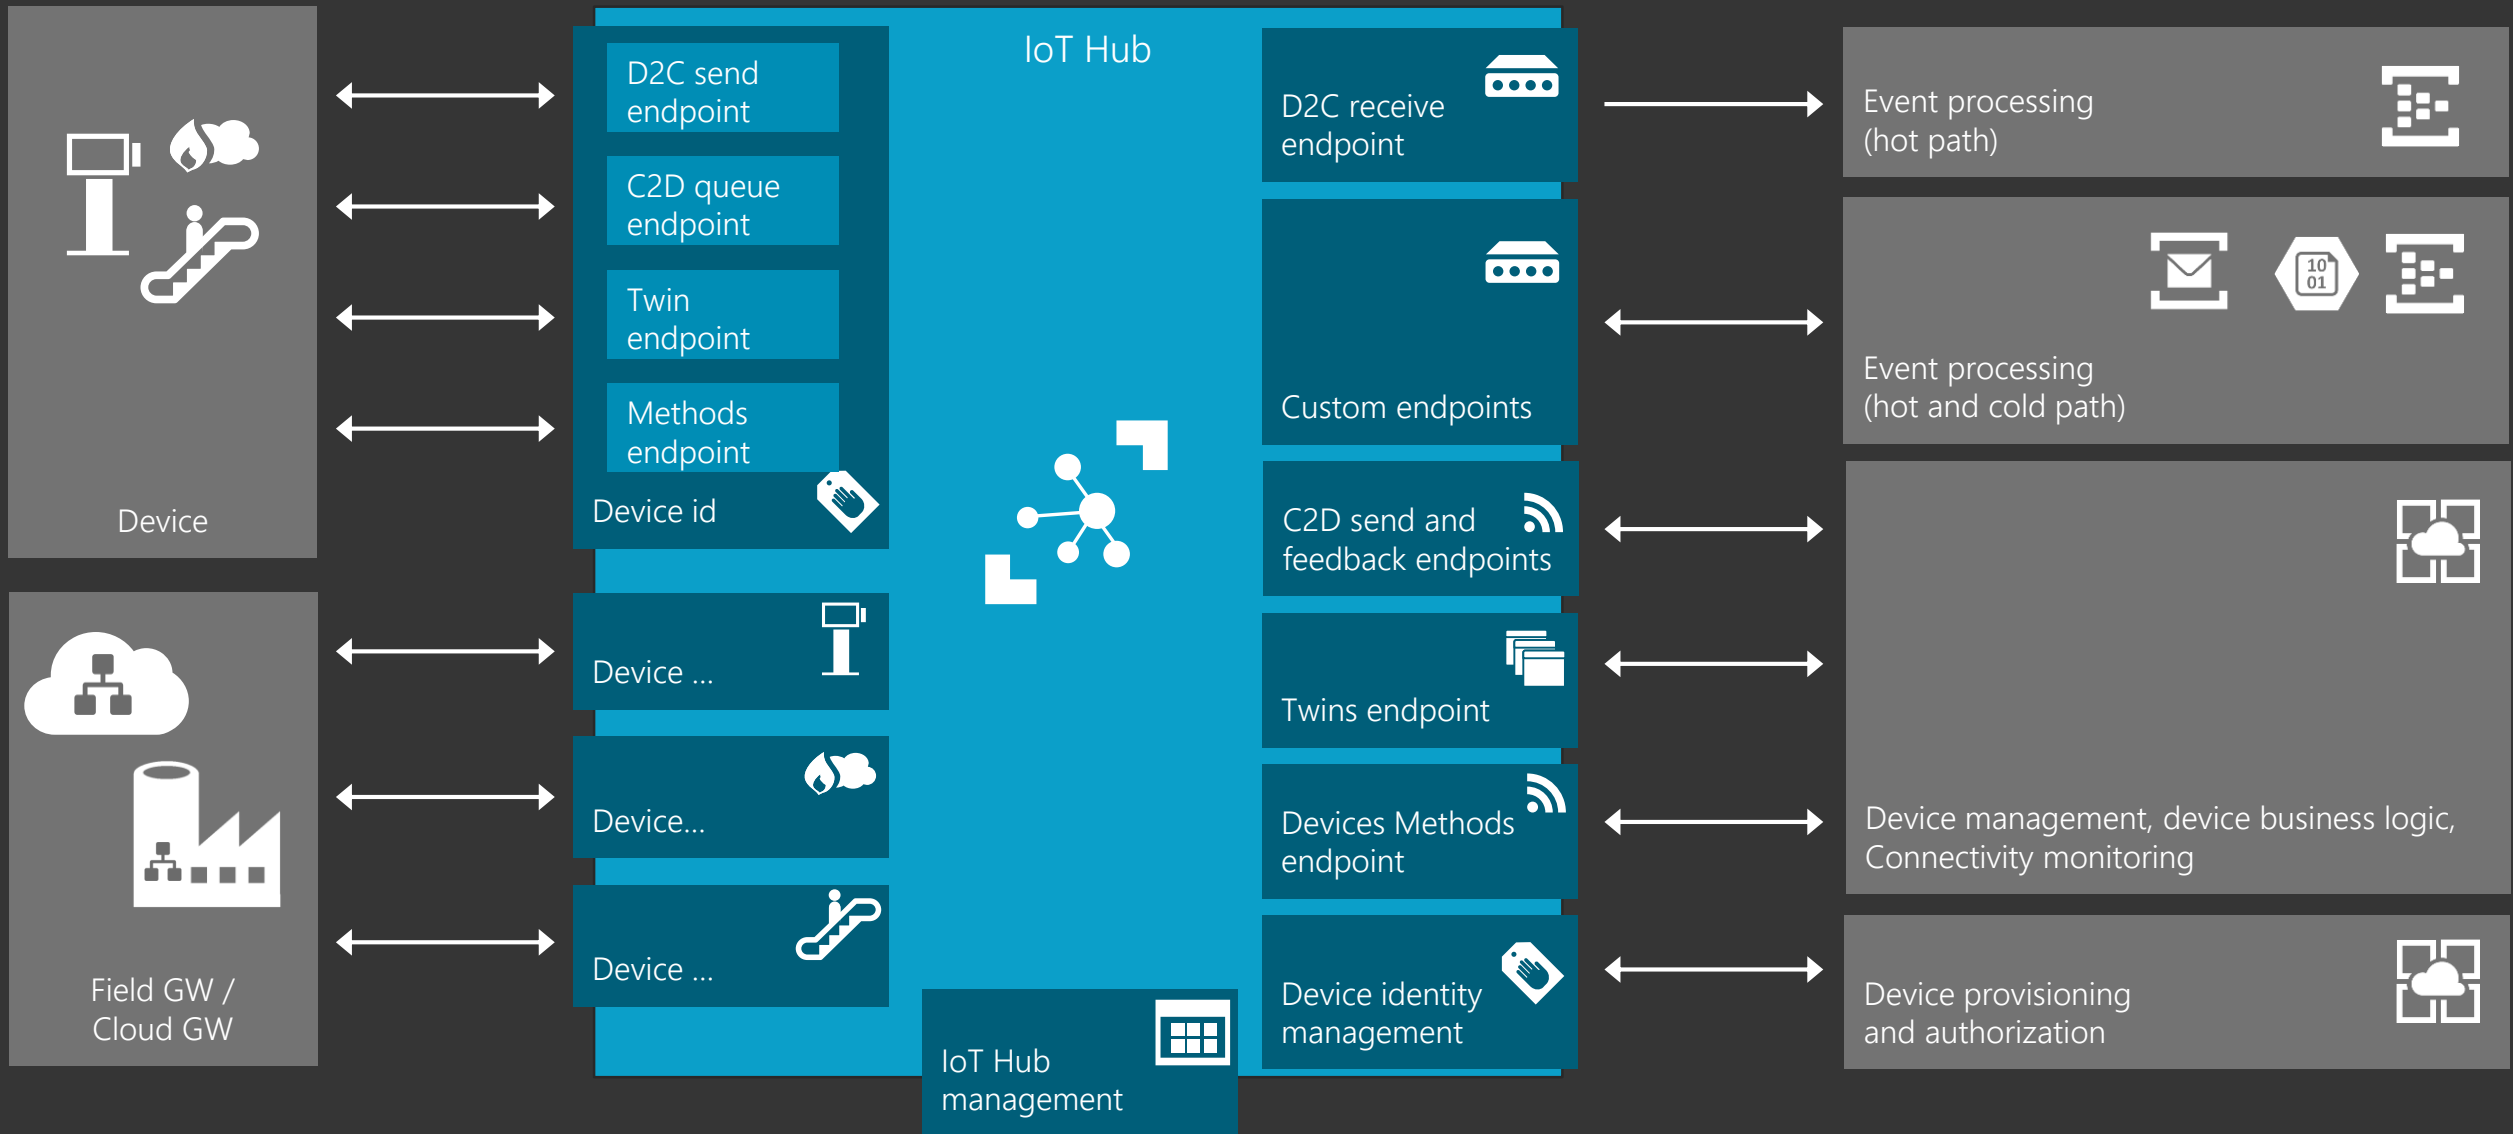 Device
Field GW /
Cloud GW
D2C send
endpoint
C2D queue
endpoint
Twin
endpoint
Methods
endpoint
Device id
Device ...
Device...
Device ...
IoT Hub
IoT Hub
management
D2C receive
endpoint
Custom endpoints
C2D send and
feedback endpoints
Twins endpoint
Devices Methods
endpoint
Device identity
management
Event processing
(hot path)
10
01
Event processing
(hot and cold path)
Device management, device business logic,
Connectivity monitoring
Device provisioning
and authorization